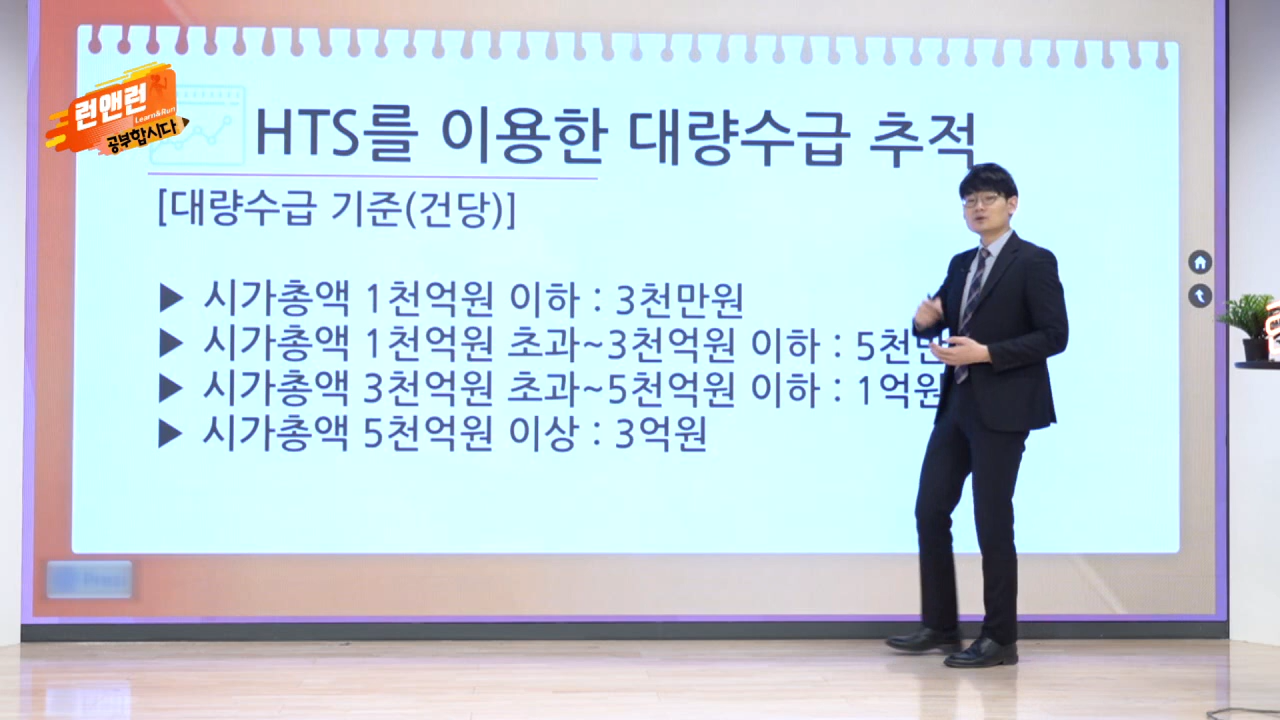 런앤런
Learn&Run
공부합시다
HTS를 이용한 대량수급 추적
[대량수급 기준(건당)]
▶ 시가총액 1천억원 이하 : 3천만원
▶ 시가총액 1천억원 초과~3천억원 이하 : 5천만
▶ 시가총액 3천억원 초과~5천억원 이하 : 1억원
▶ 시가총액 5천억원 이상 : 3억원